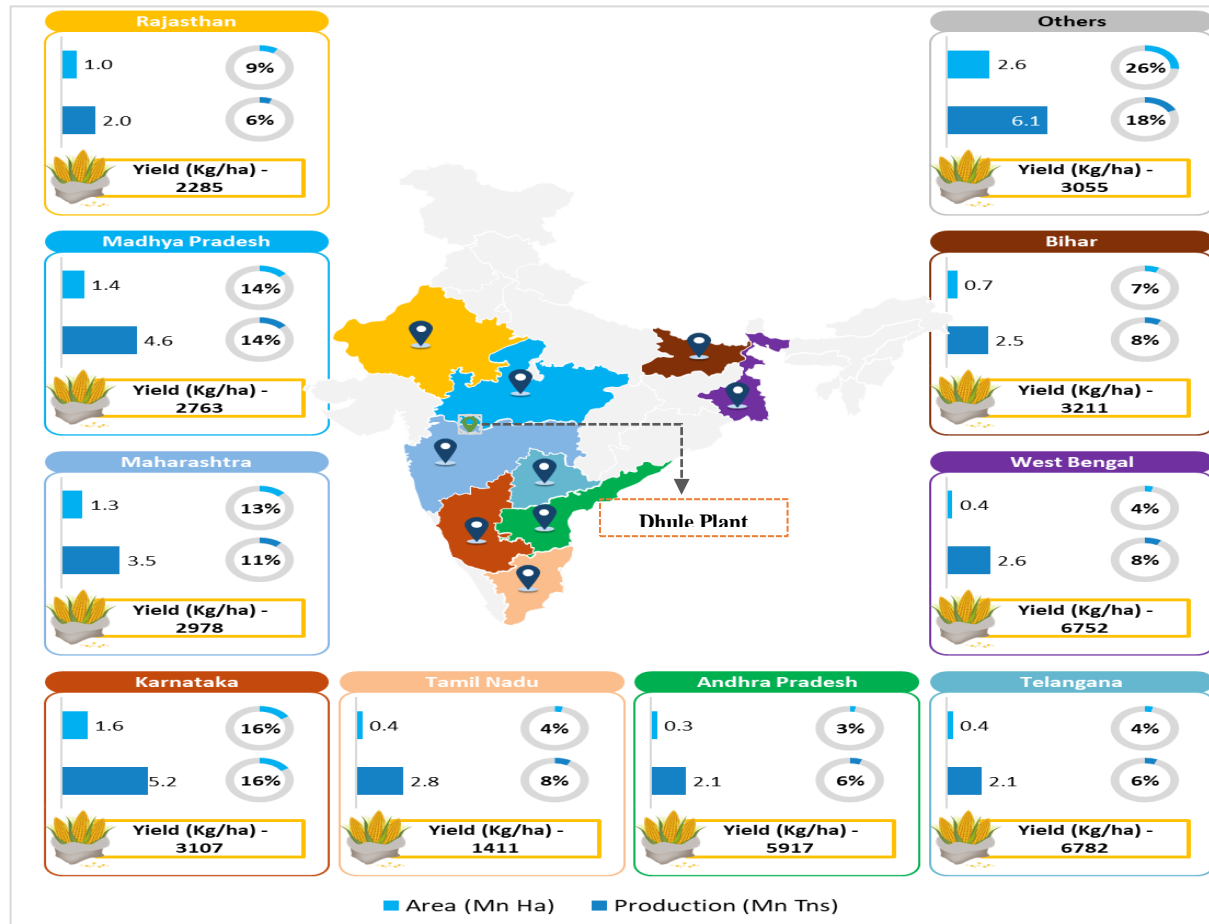 Rajasthan
1.0
9%
2.0
6%
Yield (Kg/ha) -
2285
Others
2.6
26%
6.1
18%
Yield (Kg/ha) -
3055
Madhya Pradesh
1.4
14%
4.6
14%
Yield (Kg/ha) -
2763
Bihar
0.7
7%
2.5
8%
Yield (Kg/ha) -
3211
Maharashtra
1.3
13%
3.5
11%
Yield (Kg/ha) -
2978
Dhule Plant
West Bengal
0.4
4%
2.6
8%
Yield (Kg/ha) -
6752
Karnataka
1.6
16%
5.2
16%
Yield (Kg/ha) -
3107
Tamil Nadu
0.4
4%
2.8
8%
Yield (Kg/ha) -
1411
Andhra Pradesh
0.3
3%
2.1
6%
Yield (Kg/ha) -
5917
Telangana
0.4
4%
2.1
6%
Yield (Kg/ha) -
6782
Area (Mn Ha)
Production (Mn Tns)